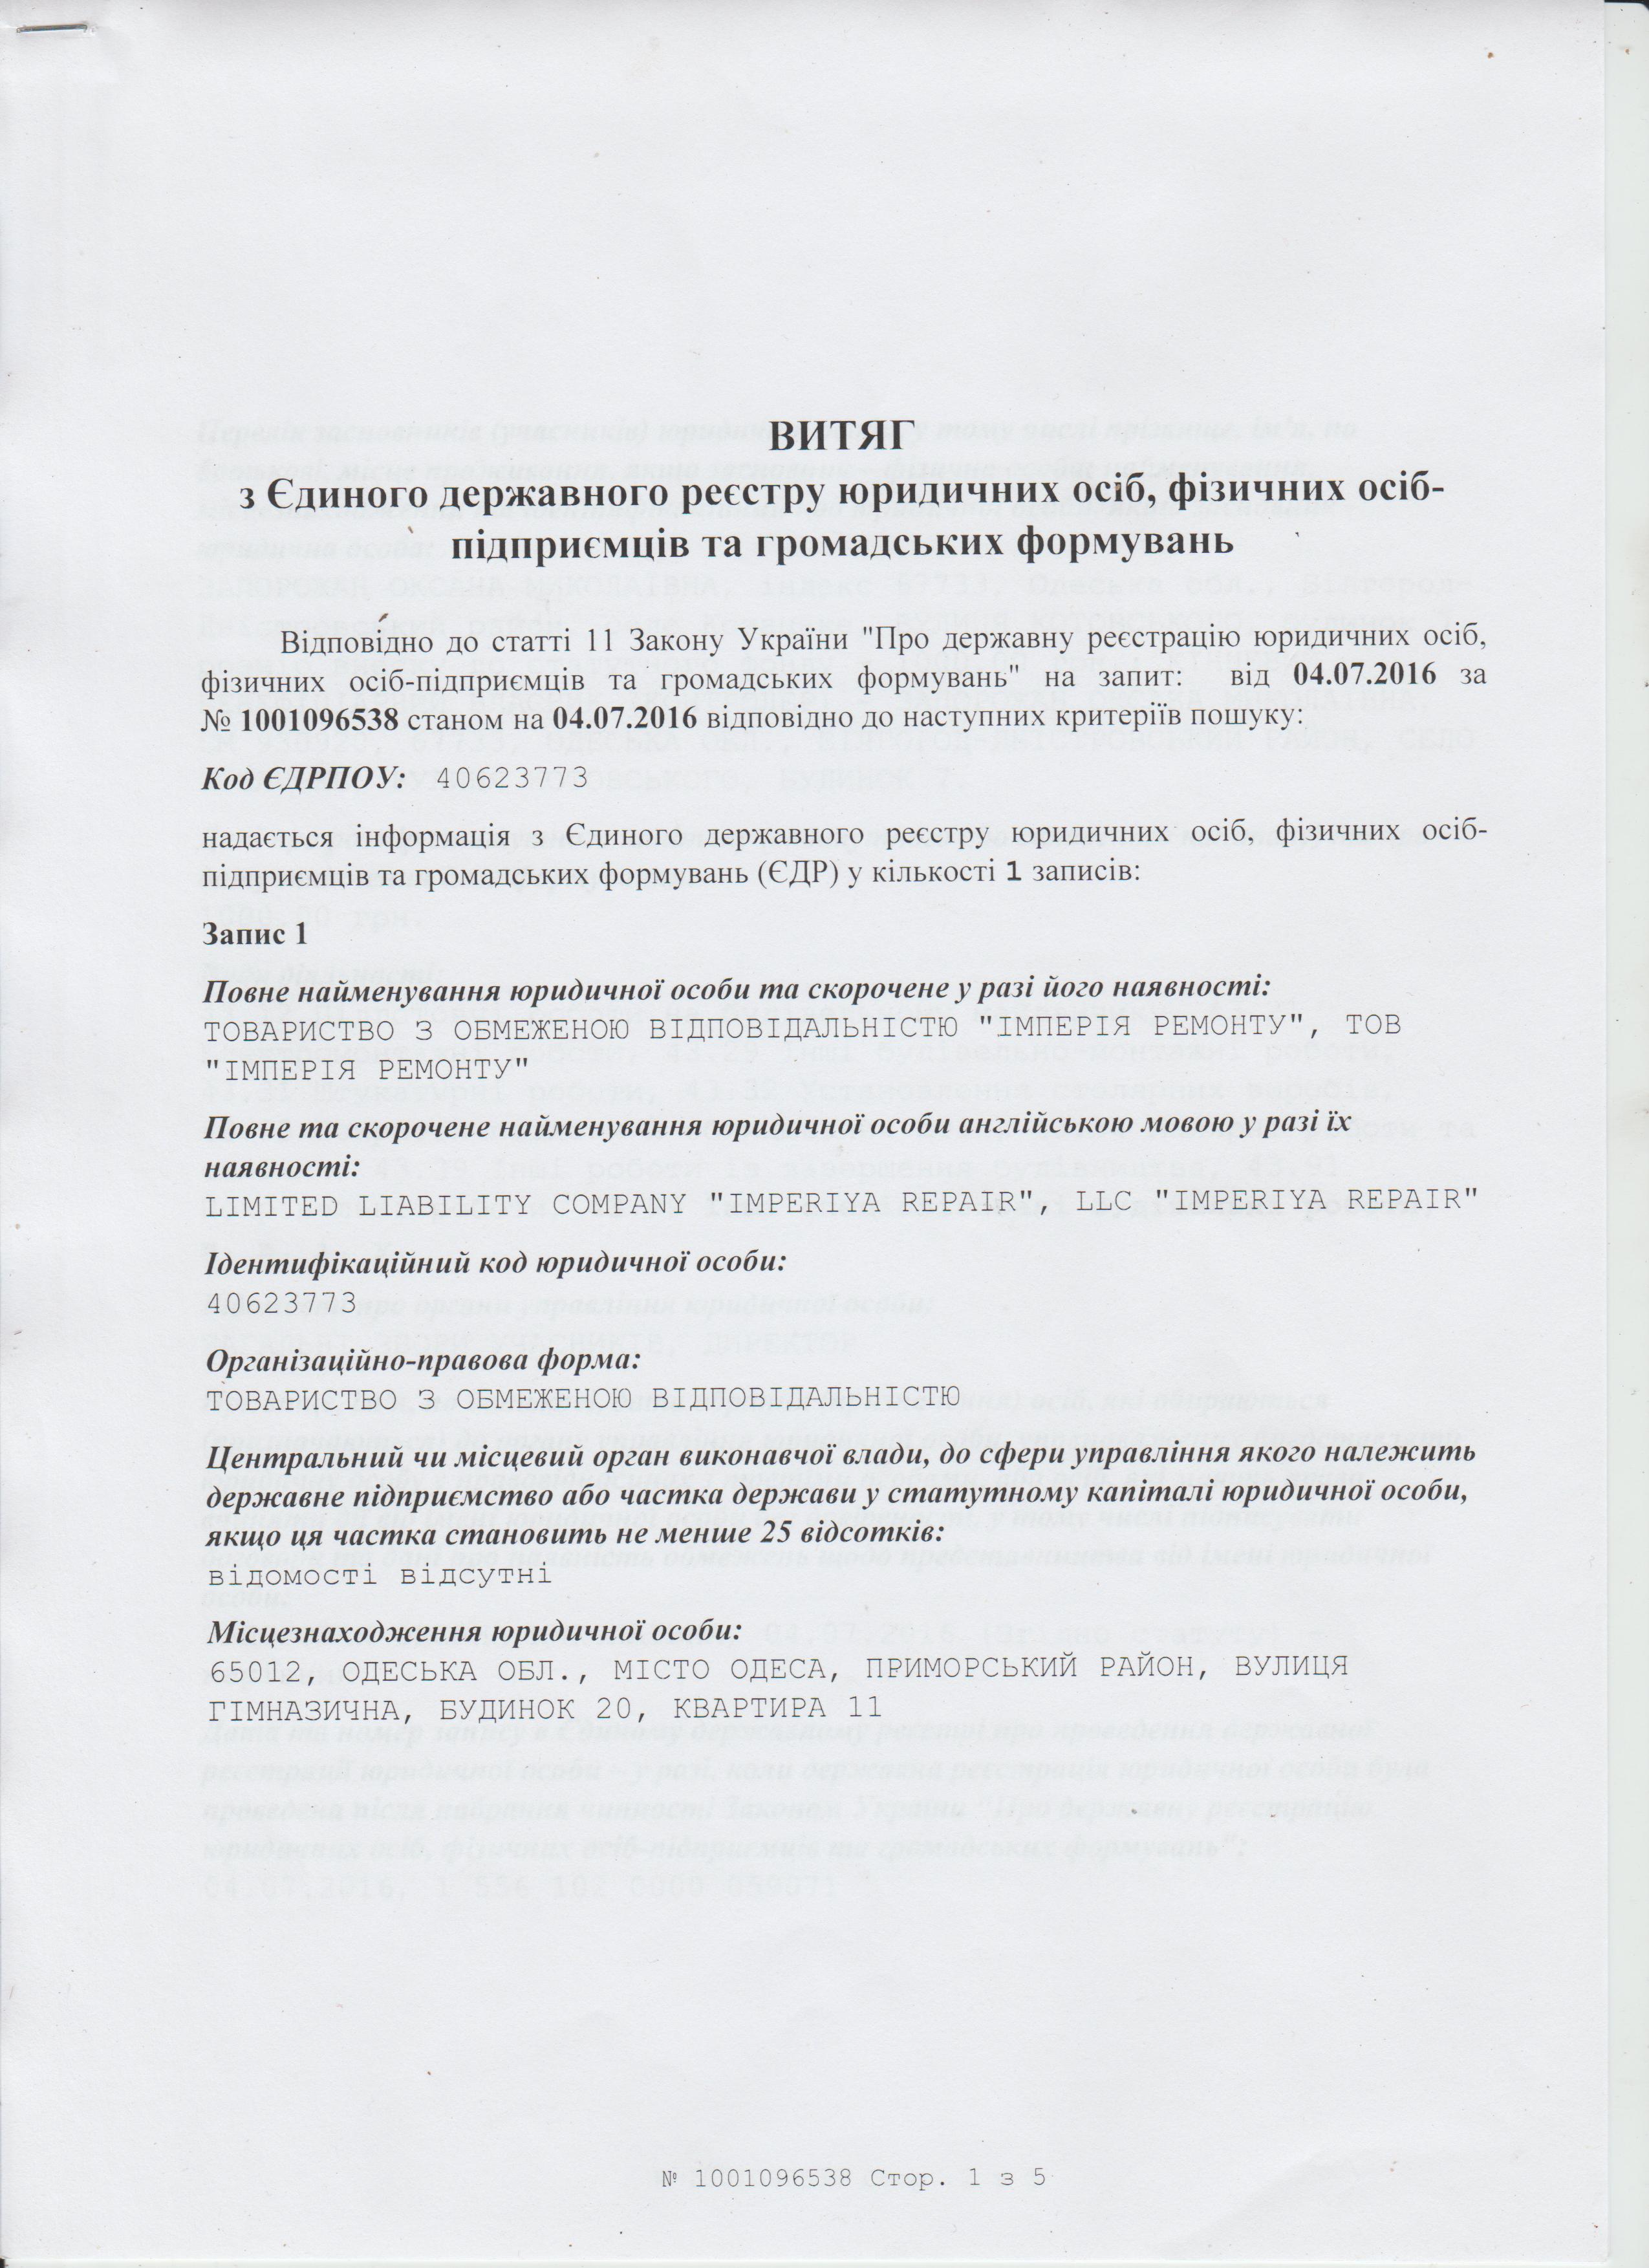 ВИТЯГ
з Єдиного державного реєстру юридичних осіб, фізичних осіб-
підприємців та громадських формувань
Відповідно до статті 11 Закону України "Про державну реєстрацію юридичних осіб,
фізичних осіб-підприємців та громадських формувань" на запит: від 04.07.2016 за
№ 1001096538 станом на 04.07.2016 відповідно до наступних критеріїв пошуку:
Код ЄДРПОУ: 40623773
надається інформація з Єдиного державного реєстру юридичних осіб, фізичних осіб-
підприємців та громадських формувань (ЄДР) у кількості 1 записів:
Запис 1
Повне найменування юридичної особи та скорочене у разі його наявності:
ТОВАРИСТВО З ОБМЕЖЕНОЮ ВІДПОВІДАЛЬНІСТЮ "ІМПЕРІЯ РЕМОНТУ", ТОВ
"ІМПЕРІЯ РЕМОНТУ"
Повне та скорочене найменування юридичної особи англійською мовою у разі їх
наявності:
LIMITED LIABILITY COMPANY "IMPERIYA REPAIR", LLC "IMPERIYA REPAIR"
Ідентифікаційний код юридичної особи:
40623773
Організаційно-правова форма:
ТОВАРИСТВО З ОБМЕЖЕНОЮ ВІДПОВІДАЛЬНІСТЮ
Центральний чи місцевий орган виконавчої влади, до сфери управління якого належить
державне підприємство або частка держави у статутному капіталі юридичної особи,
якщо ця частка становить не менше 25 відсотків:
відомості відсутні
Місцезнаходження юридичної особи:
65012, ОДЕСЬКА ОБЛ., МІСТО ОДЕСА, ПРИМОРСЬКИЙ РАЙОН, ВУЛИЦЯ
ГІМНАЗИЧНА, БУДИНОК 20, КВАРТИРА 11
№ 1001096538 Стор. 1 з 5